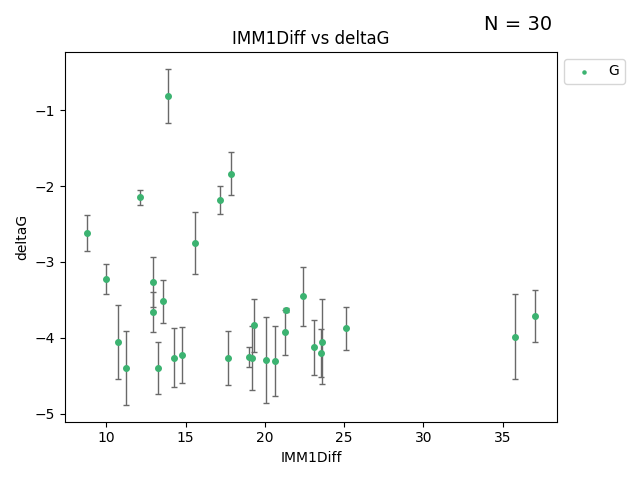 N = 30
IMM1Diff vs deltaG
G
deltaG
−1
−2
−3
−4
−5
10 15 20 25 30 35
IMM1Diff